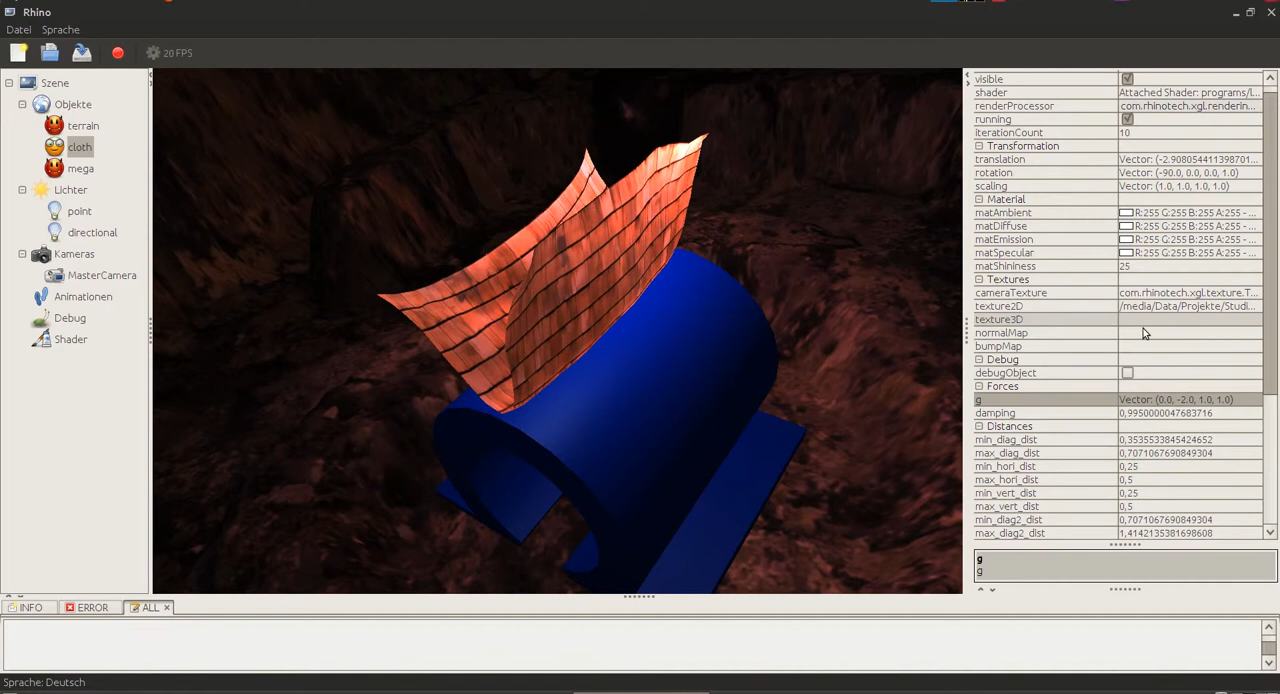 Rhino
Datei Sprache
20 FPS
Szene
Objekte
terrain
cloth
mega
Lichter
point
directional
Kameras
MasterCamera
Animationen
Debug
Shader
visible
shader Attached Shader: programs/l...
renderProcessor com.rhinotech.xgl.renderin...
running
iterationCount 10
Transformation
translation Vector: (-2.908054411398701...
rotation Vector: (-90.0, 0.0, 0.0, 1.0)
scaling Vector: (1.0, 1.0, 1.0, 1.0)
Material
matAmbient R:255 G:255 B:255 A:255 - ...
matDiffuse R:255 G:255 B:255 A:255 - ...
matEmission R:255 G:255 B:255 A:255 - ...
matSpecular R:255 G:255 B:255 A:255 - ...
matShininess 25
Textures
cameraTexture com.rhinotech.xgl.texture.T...
texture2D /media/Data/Projekte/Studi...
texture3D
normalMap
bumpMap
Debug
debugObject
Forces
g Vector: (0.0, -2.0, 1.0, 1.0)
damping 0,9950000047683716
Distances
min_diag_dist 0,3535533845424652
max_diag_dist 0,7071067690849304
min_hori_dist 0,25
max_hori_dist 0,5
min_vert_dist 0,25
max_vert_dist 0,5
min_diag2_dist 0,7071067690849304
max_diag2_dist 1,4142135381698608
g
g
INFO ERROR ALL
Sprache: Deutsch